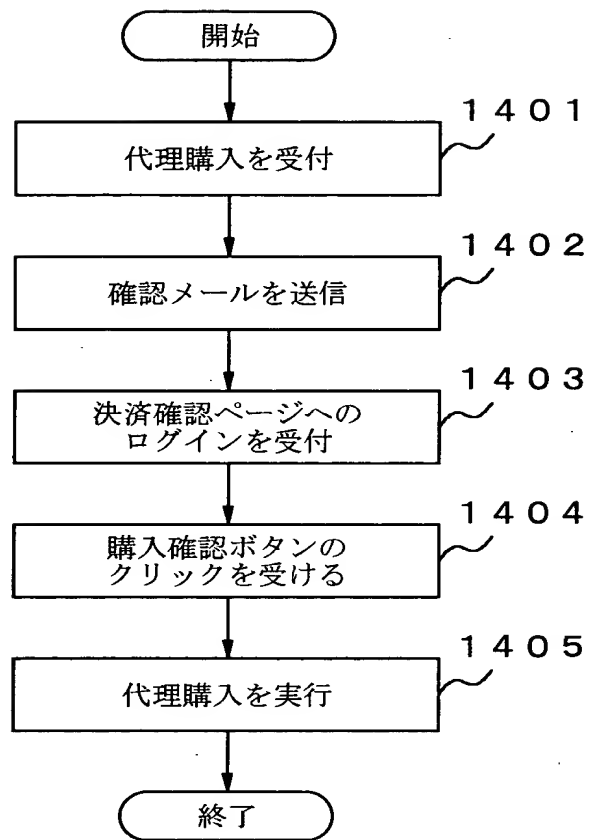 開始
1401
代理購入を受付
1402
確認メールを送信
1403
決済確認ページへの
ログインを受付
1404
購入確認ボタンの
クリックを受ける
1405
代理購入を実行
終了